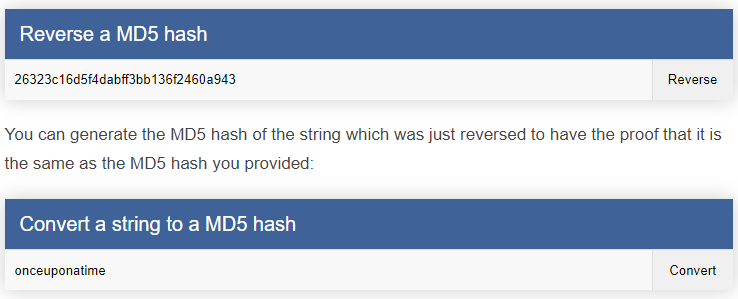 Reverse a MD5 hash
26323c16d5f4dabff3bb136f2460a943
Reverse
You can generate the MD5 hash of the string which was just reversed to have the proof that it is
the same as the MD5 hash you provided:
Convert a string to a MD5 hash
onceuponatime
Convert